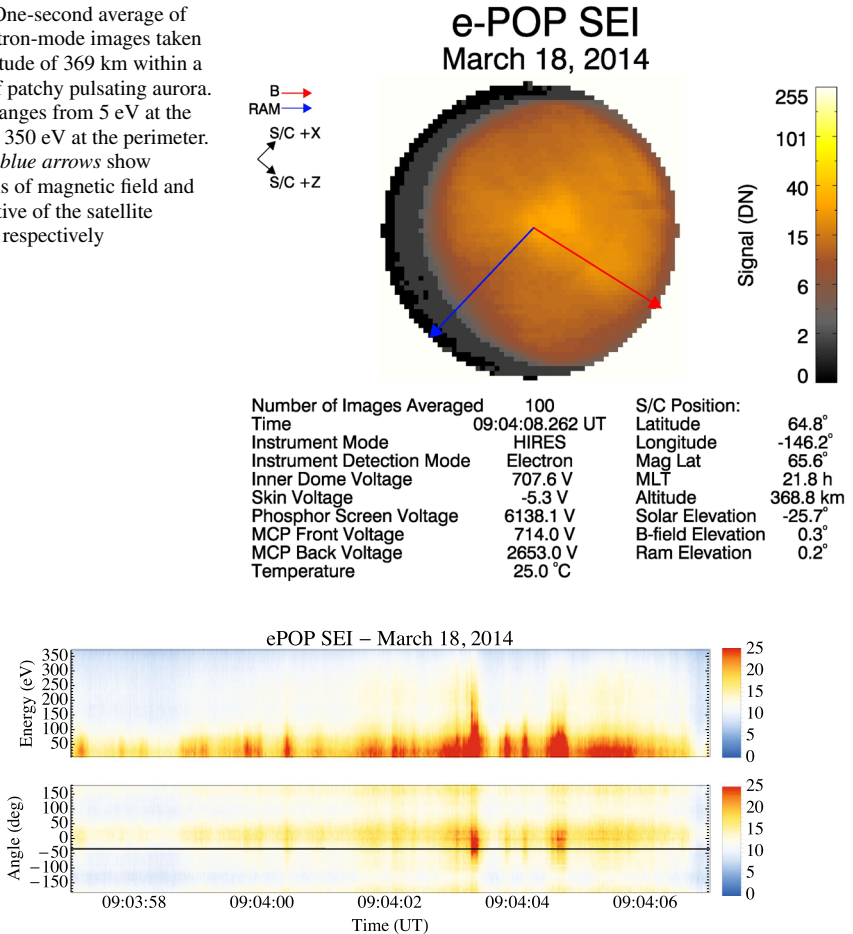 One-second average of
tron-mode images taken
tude of 369 km within a
f patchy pulsating aurora.
anges from 5 eV at the
350 eV at the perimeter.
blue arrows show
s of magnetic field and
tive of the satellite
respectively
e-POP SEI
March 18, 2014
B
RAM
S/C +X
S/C +Z
Signal (DN)
255
101
40
15
6
2
0
Number of Images Averaged 100
Time 09:04:08.262 UT
Instrument Mode HIRES
Instrument Detection Mode Electron
Inner Dome Voltage 707.6 V
Skin Voltage -5.3 V
Phosphor Screen Voltage 6138.1 V
MCP Front Voltage 714.0 V
MCP Back Voltage 2653.0 V
Temperature 25.0 °C
S/C Position:
Latitude 64.8°
Longitude -146.2°
Mag Lat 65.6°
MLT 21.8 h
Altitude 368.8 km
Solar Elevation -25.7°
B-field Elevation 0.3°
Ram Elevation 0.2°
ePOP SEI – March 18, 2014
Energy (eV)
350
300
250
200
150
100
50
25
20
15
10
5
0
Angle (deg)
150
100
50
0
−50
−100
−150
25
20
15
10
5
0
09:03:58 09:04:00 09:04:02 09:04:04 09:04:06
Time (UT)